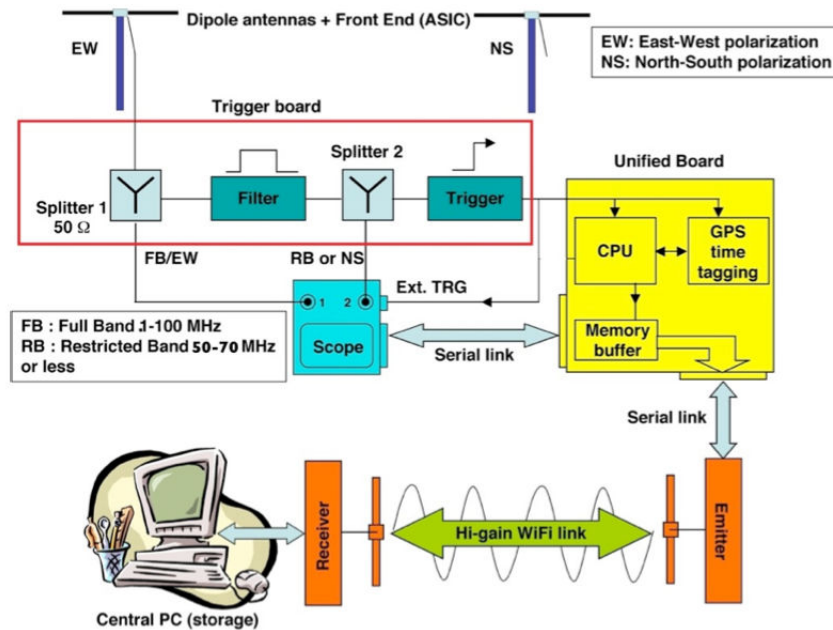 Dipole antennas + Front End (ASIC)
EW
NS
EW: East-West polarization
NS: North-South polarization
Trigger board
Splitter 2
Unified Board
Filter
Trigger
Splitter 1
50 Ω
CPU
GPS
time
tagging
FB/EW
RB or NS
Ext. TRG
1
2
FB : Full Band .1-100 MHz
RB : Restricted Band 50-70 MHz
or less
Scope
Memory
buffer
Serial link
Serial link
Receiver
Hi-gain WiFi link
Emitter
Central PC (storage)